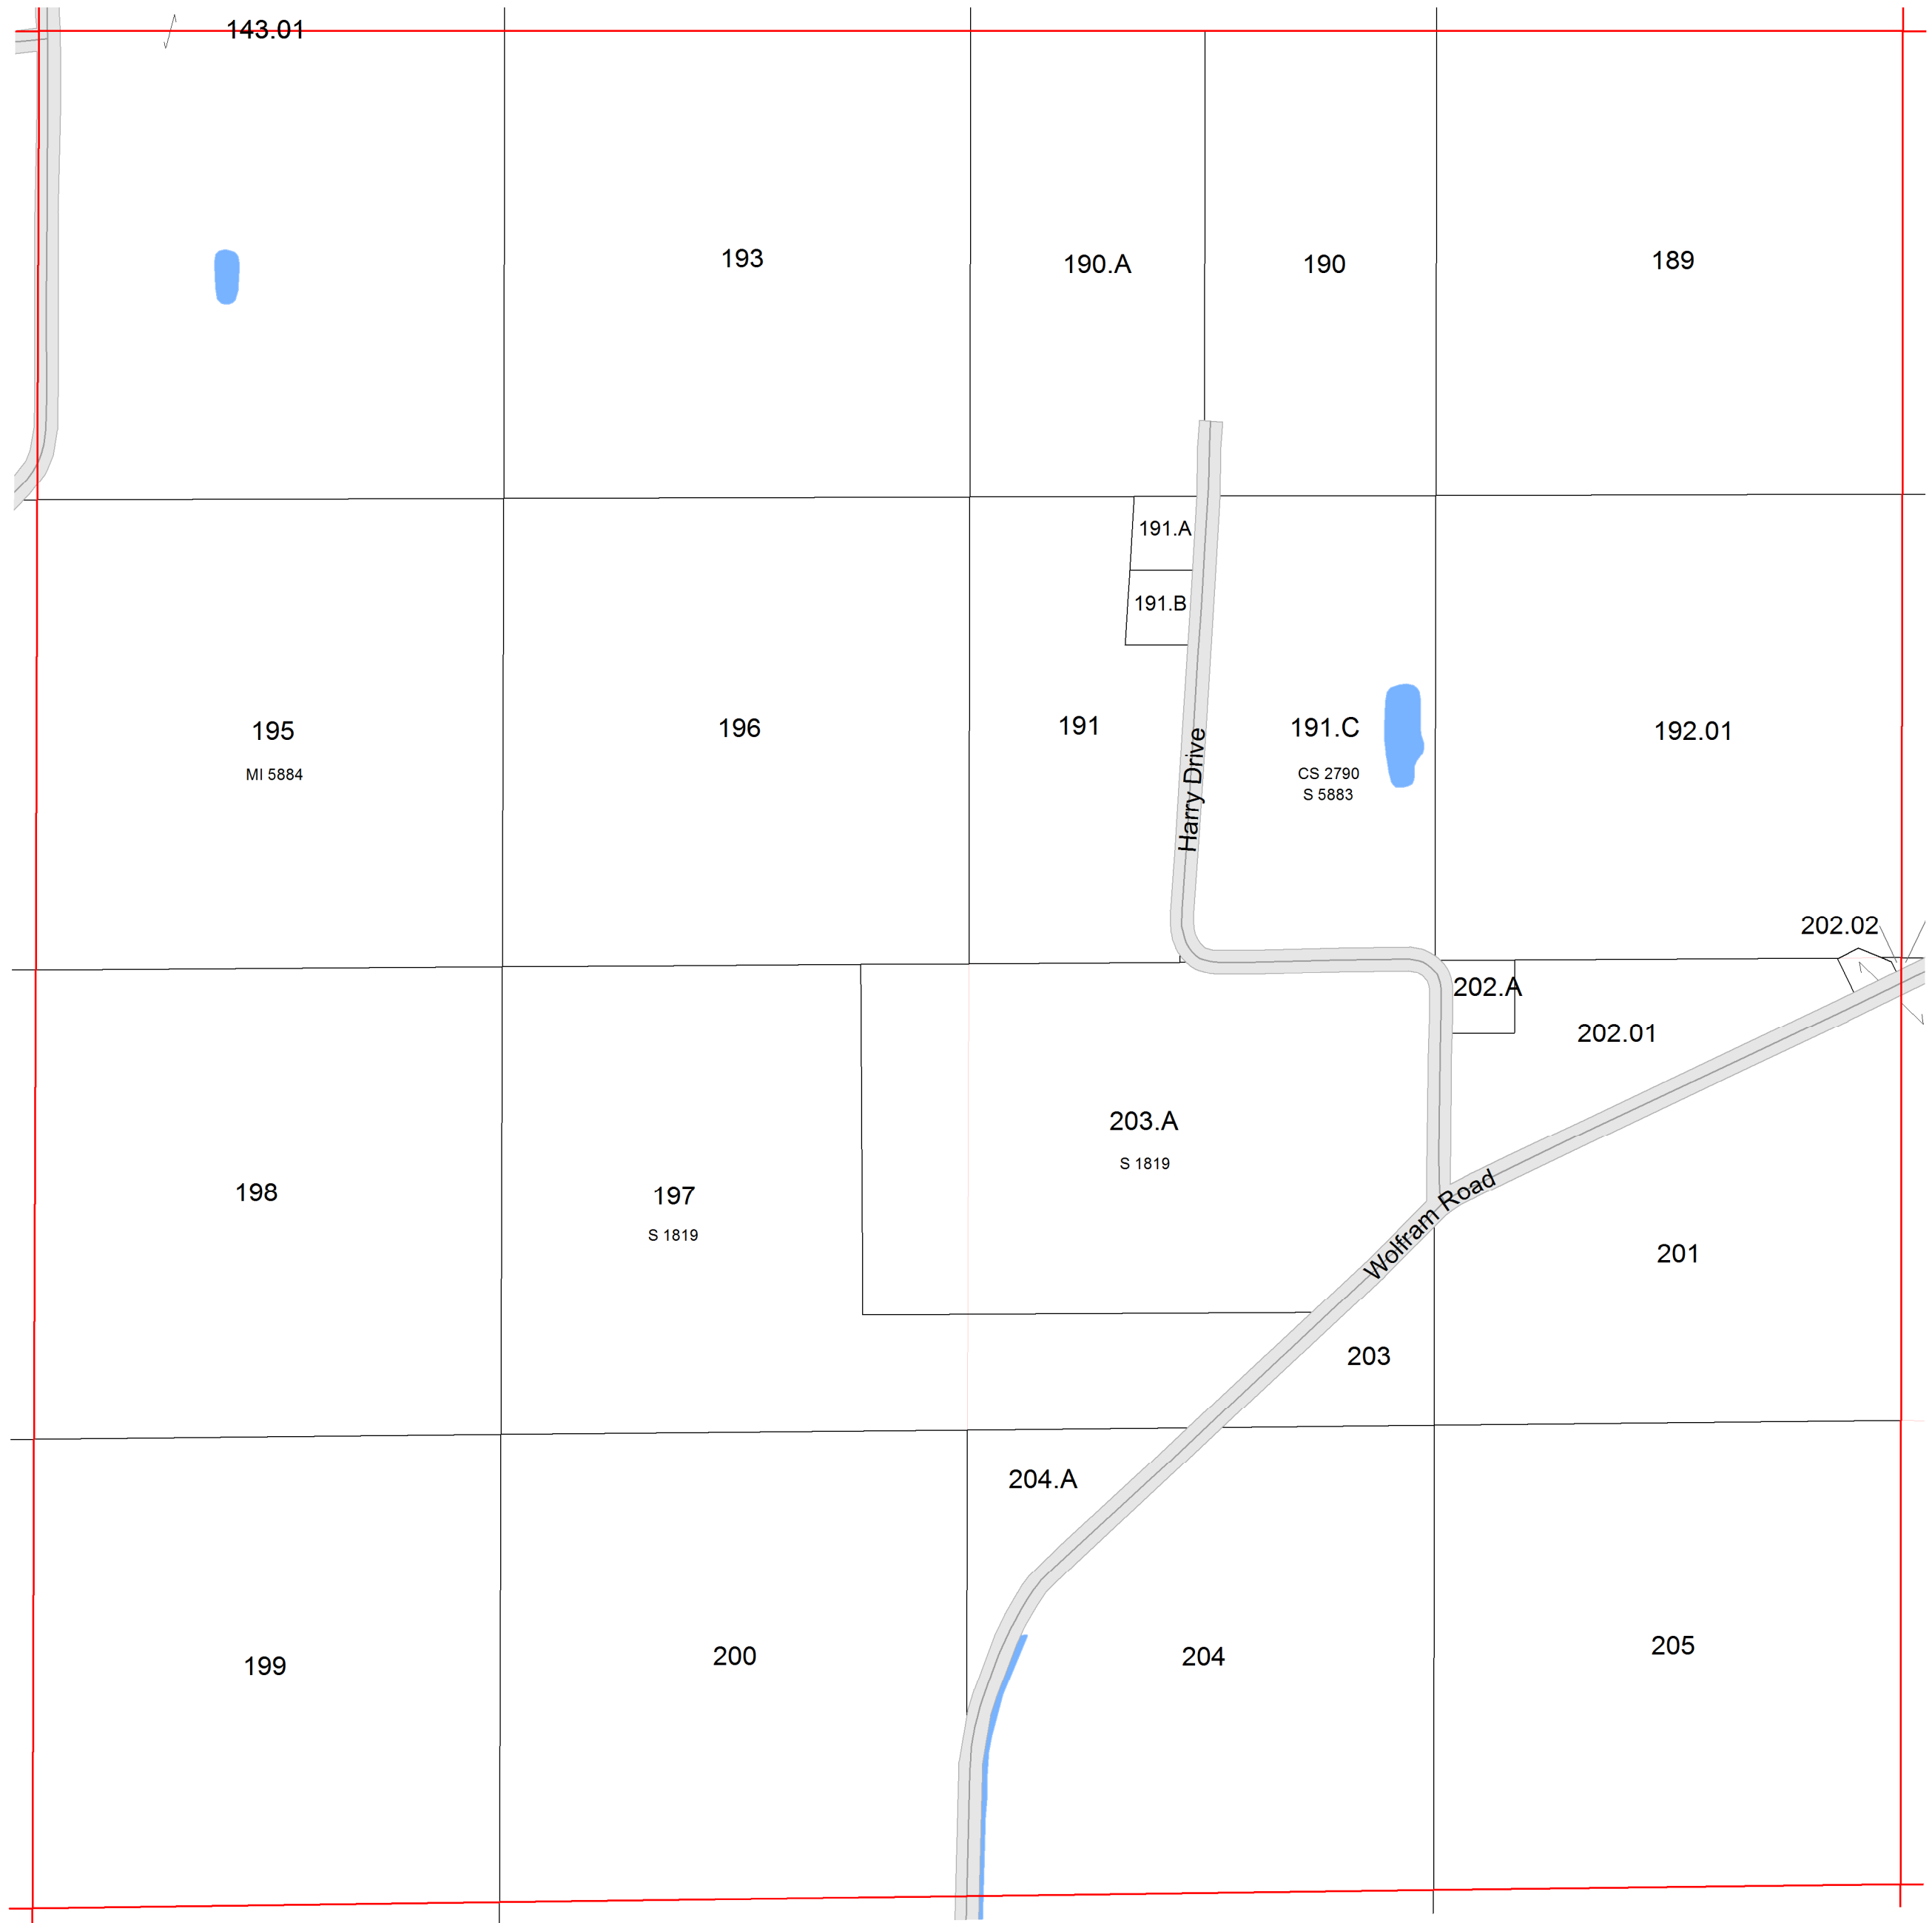 143.01
193
190.A
190
189
191.A
191.B
195
MI 5884
196
191
Harry Drive
191.C
CS 2790
S 5883
192.01
202.02
202.A
202.01
203.A
S 1819
198
197
S 1819
Wolfram Road
201
203
204.A
199
200
204
205